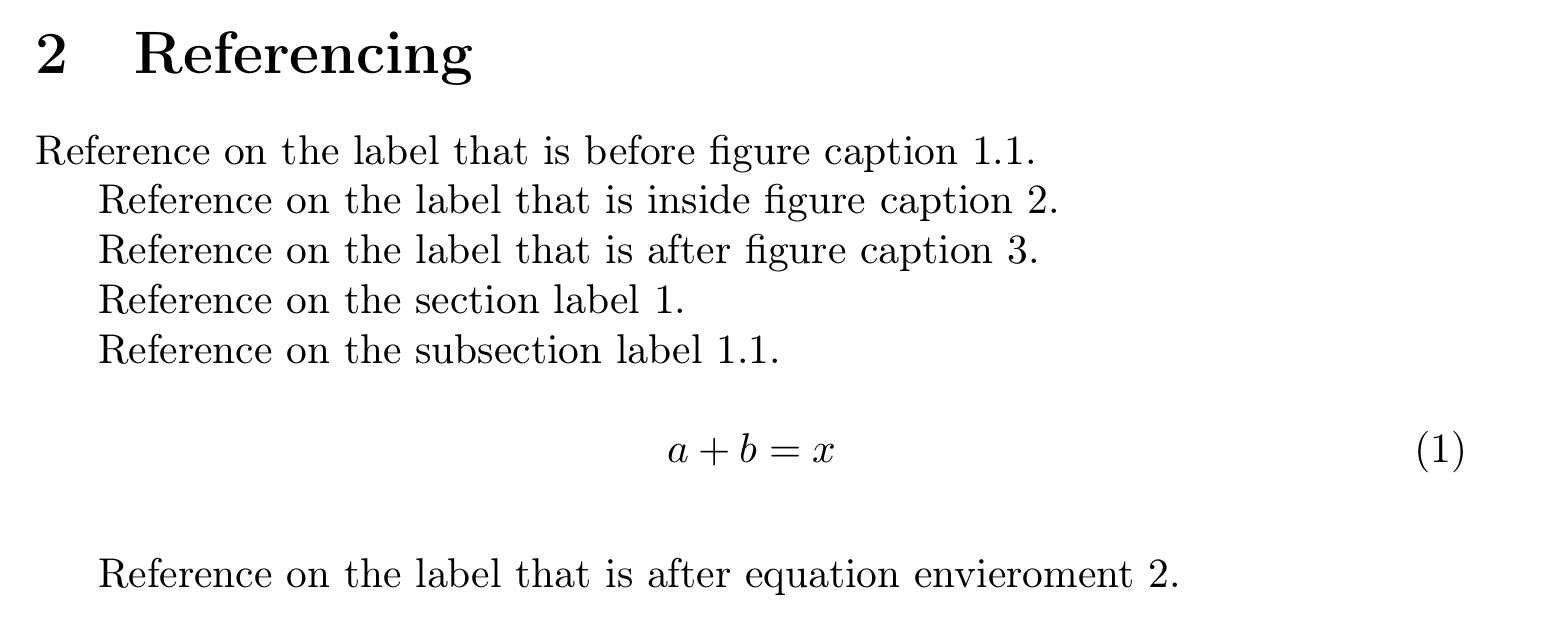 2 Referencing
Reference on the label that is before figure caption 1.1.
Reference on the label that is inside figure caption 2.
Reference on the label that is after figure caption 3.
Reference on the section label 1.
Reference on the subsection label 1.1.
a + b = x (1)
Reference on the label that is after equation envieroment 2.